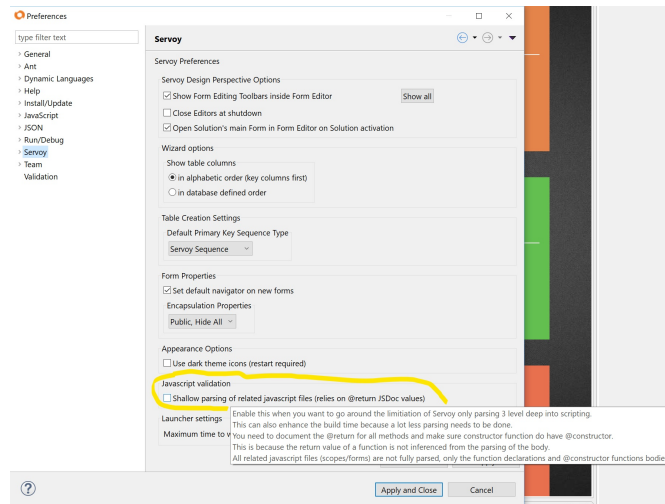 Preferences
type filter text
Servoy
General
Ant
Dynamic Languages
Help
Install/Update
JavaScript
JSON
Run/Debug
Servoy
Team
Validation
Servoy Preferences
Servoy Design Perspective Options
Show Form Editing Toolbars inside Form Editor
Show all
Close Editors at shutdown
Open Solution's main Form in Form Editor on Solution activation
Wizard options
Show table columns
in alphabetic order (key columns first)
in database defined order
Table Creation Settings
Default Primary Key Sequence Type
Servoy Sequence
Form Properties
Set default navigator on new forms
Encapsulation Properties
Public, Hide All
Appearance Options
Use dark theme icons (restart required)
Javascript validation
Shallow parsing of related javascript files (relies on @return JSDoc values)
Launcher settings
Maximum time to w
Enable this when you want to go around the limitiation of Servoy only parsing 3 level deep into scripting.
This can also enhance the build time because a lot less parsing needs to be done.
You need to document the @return for all methods and make sure constructor function do have @constructor.
This is because the return value of a function is not inferenced from the parsing of the body.
All related javascript files (scopes/forms) are not fully parsed, only the function declarations and @constructor functions bodie
Apply and Close
Cancel